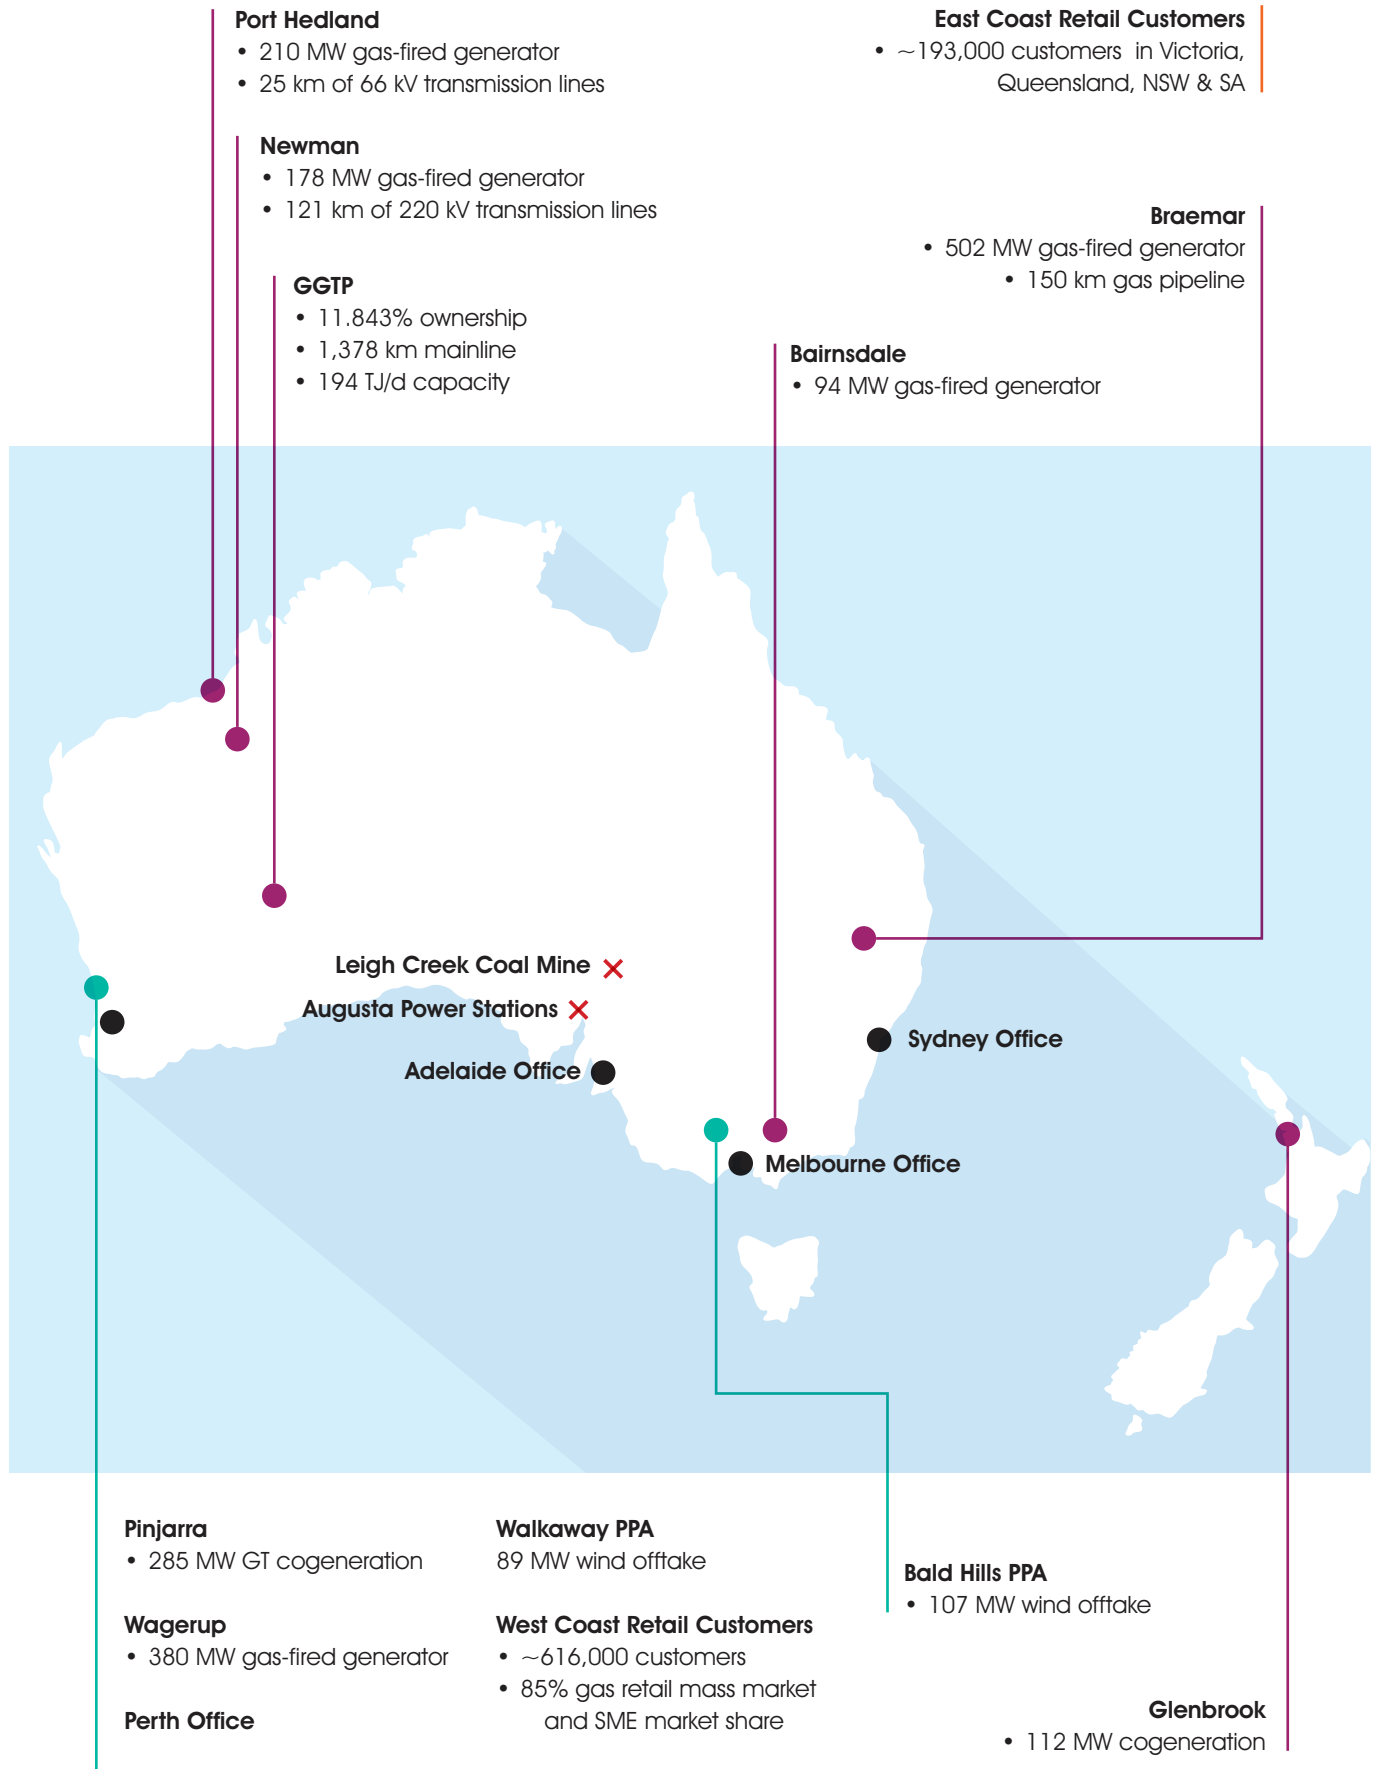 Port Hedland
• 210 MW gas-fired generator
• 25 km of 66 kV transmission lines
East Coast Retail Customers
• ~193,000 customers in Victoria,
Queensland, NSW & SA
Newman
• 178 MW gas-fired generator
• 121 km of 220 kV transmission lines
Braemar
• 502 MW gas-fired generator
• 150 km gas pipeline
GGTP
• 11.843% ownership
• 1,378 km mainline
• 194 TJ/d capacity
Bairnsdale
• 94 MW gas-fired generator
Leigh Creek Coal Mine
Augusta Power Stations
Adelaide Office
Sydney Office
Melbourne Office
Pinjarra
• 285 MW GT cogeneration
Wagerup
• 380 MW gas-fired generator
Perth Office
Walkaway PPA
89 MW wind offtake
West Coast Retail Customers
• ~616,000 customers
• 85% gas retail mass market
and SME market share
Bald Hills PPA
• 107 MW wind offtake
Glenbrook
• 112 MW cogeneration